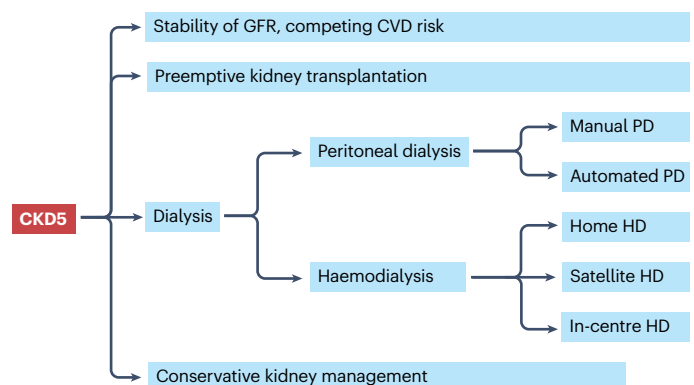 Stability of GFR, competing CVD risk
Preemptive kidney transplantation
Manual PD
Peritoneal dialysis
Automated PD
CKD5
Dialysis
Home HD
Haemodialysis
Satellite HD
In-centre HD
Conservative kidney management